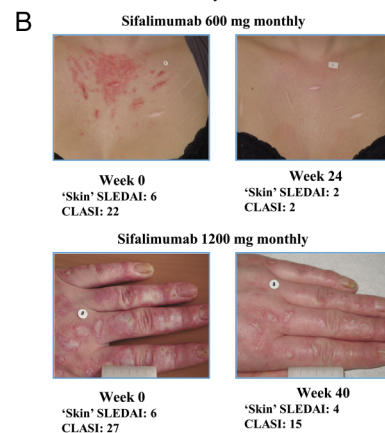 B
Sifalimumab 600 mg monthly
Week 0
'Skin' SLEDAI: 6
CLASI: 22
Week 24
'Skin' SLEDAI: 2
CLASI: 2
Sifalimumab 1200 mg monthly
Week 0
'Skin' SLEDAI: 6
CLASI: 27
Week 40
'Skin' SLEDAI: 4
CLASI: 15